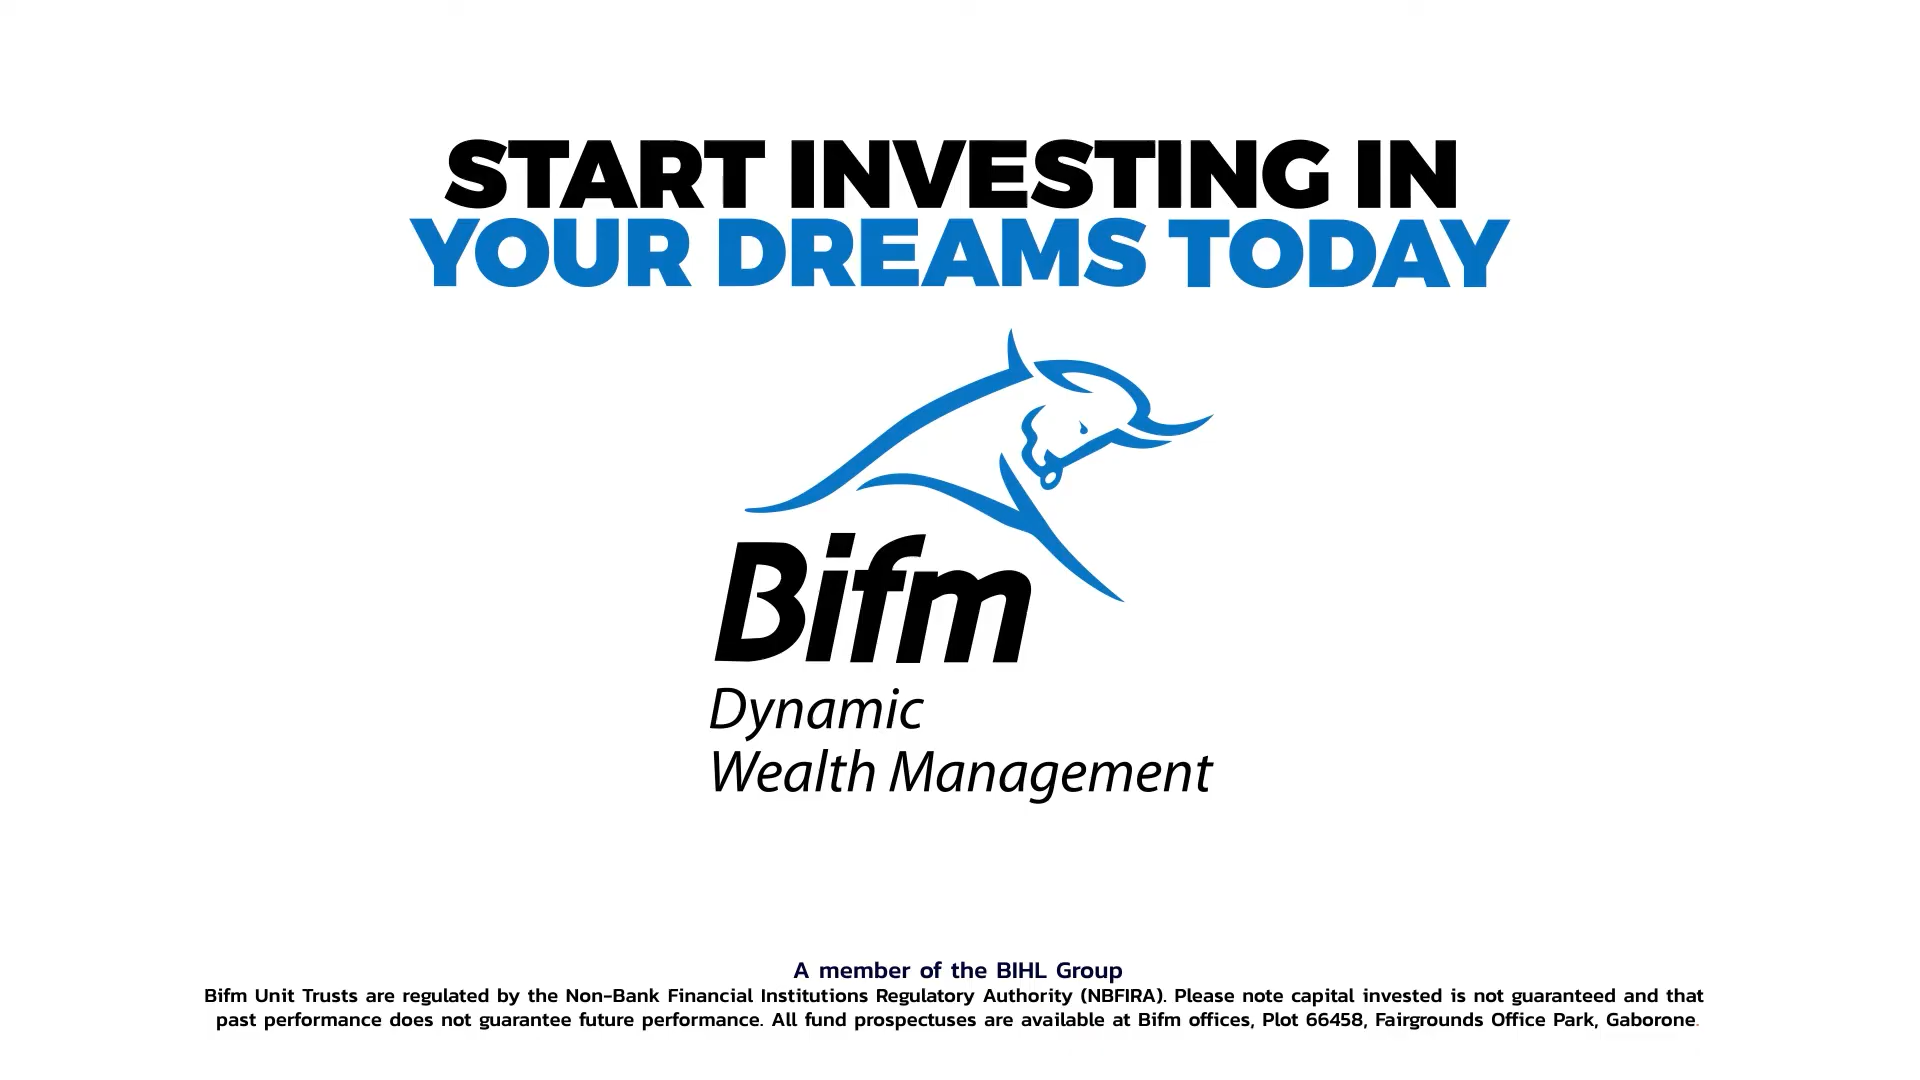 START INVESTING IN
YOUR DREAMS TODAY
Bifm
Dynamic
Wealth Management
A member of the BIHL Group
Bifm Unit Trusts are regulated by the Non-Bank Financial Institutions Regulatory Authority (NBFIRA). Please note capital invested is not guaranteed and that
past performance does not guarantee future performance. All fund prospectuses are available at Bifm offices, Plot 66458, Fairgrounds Office Park, Gaborone.